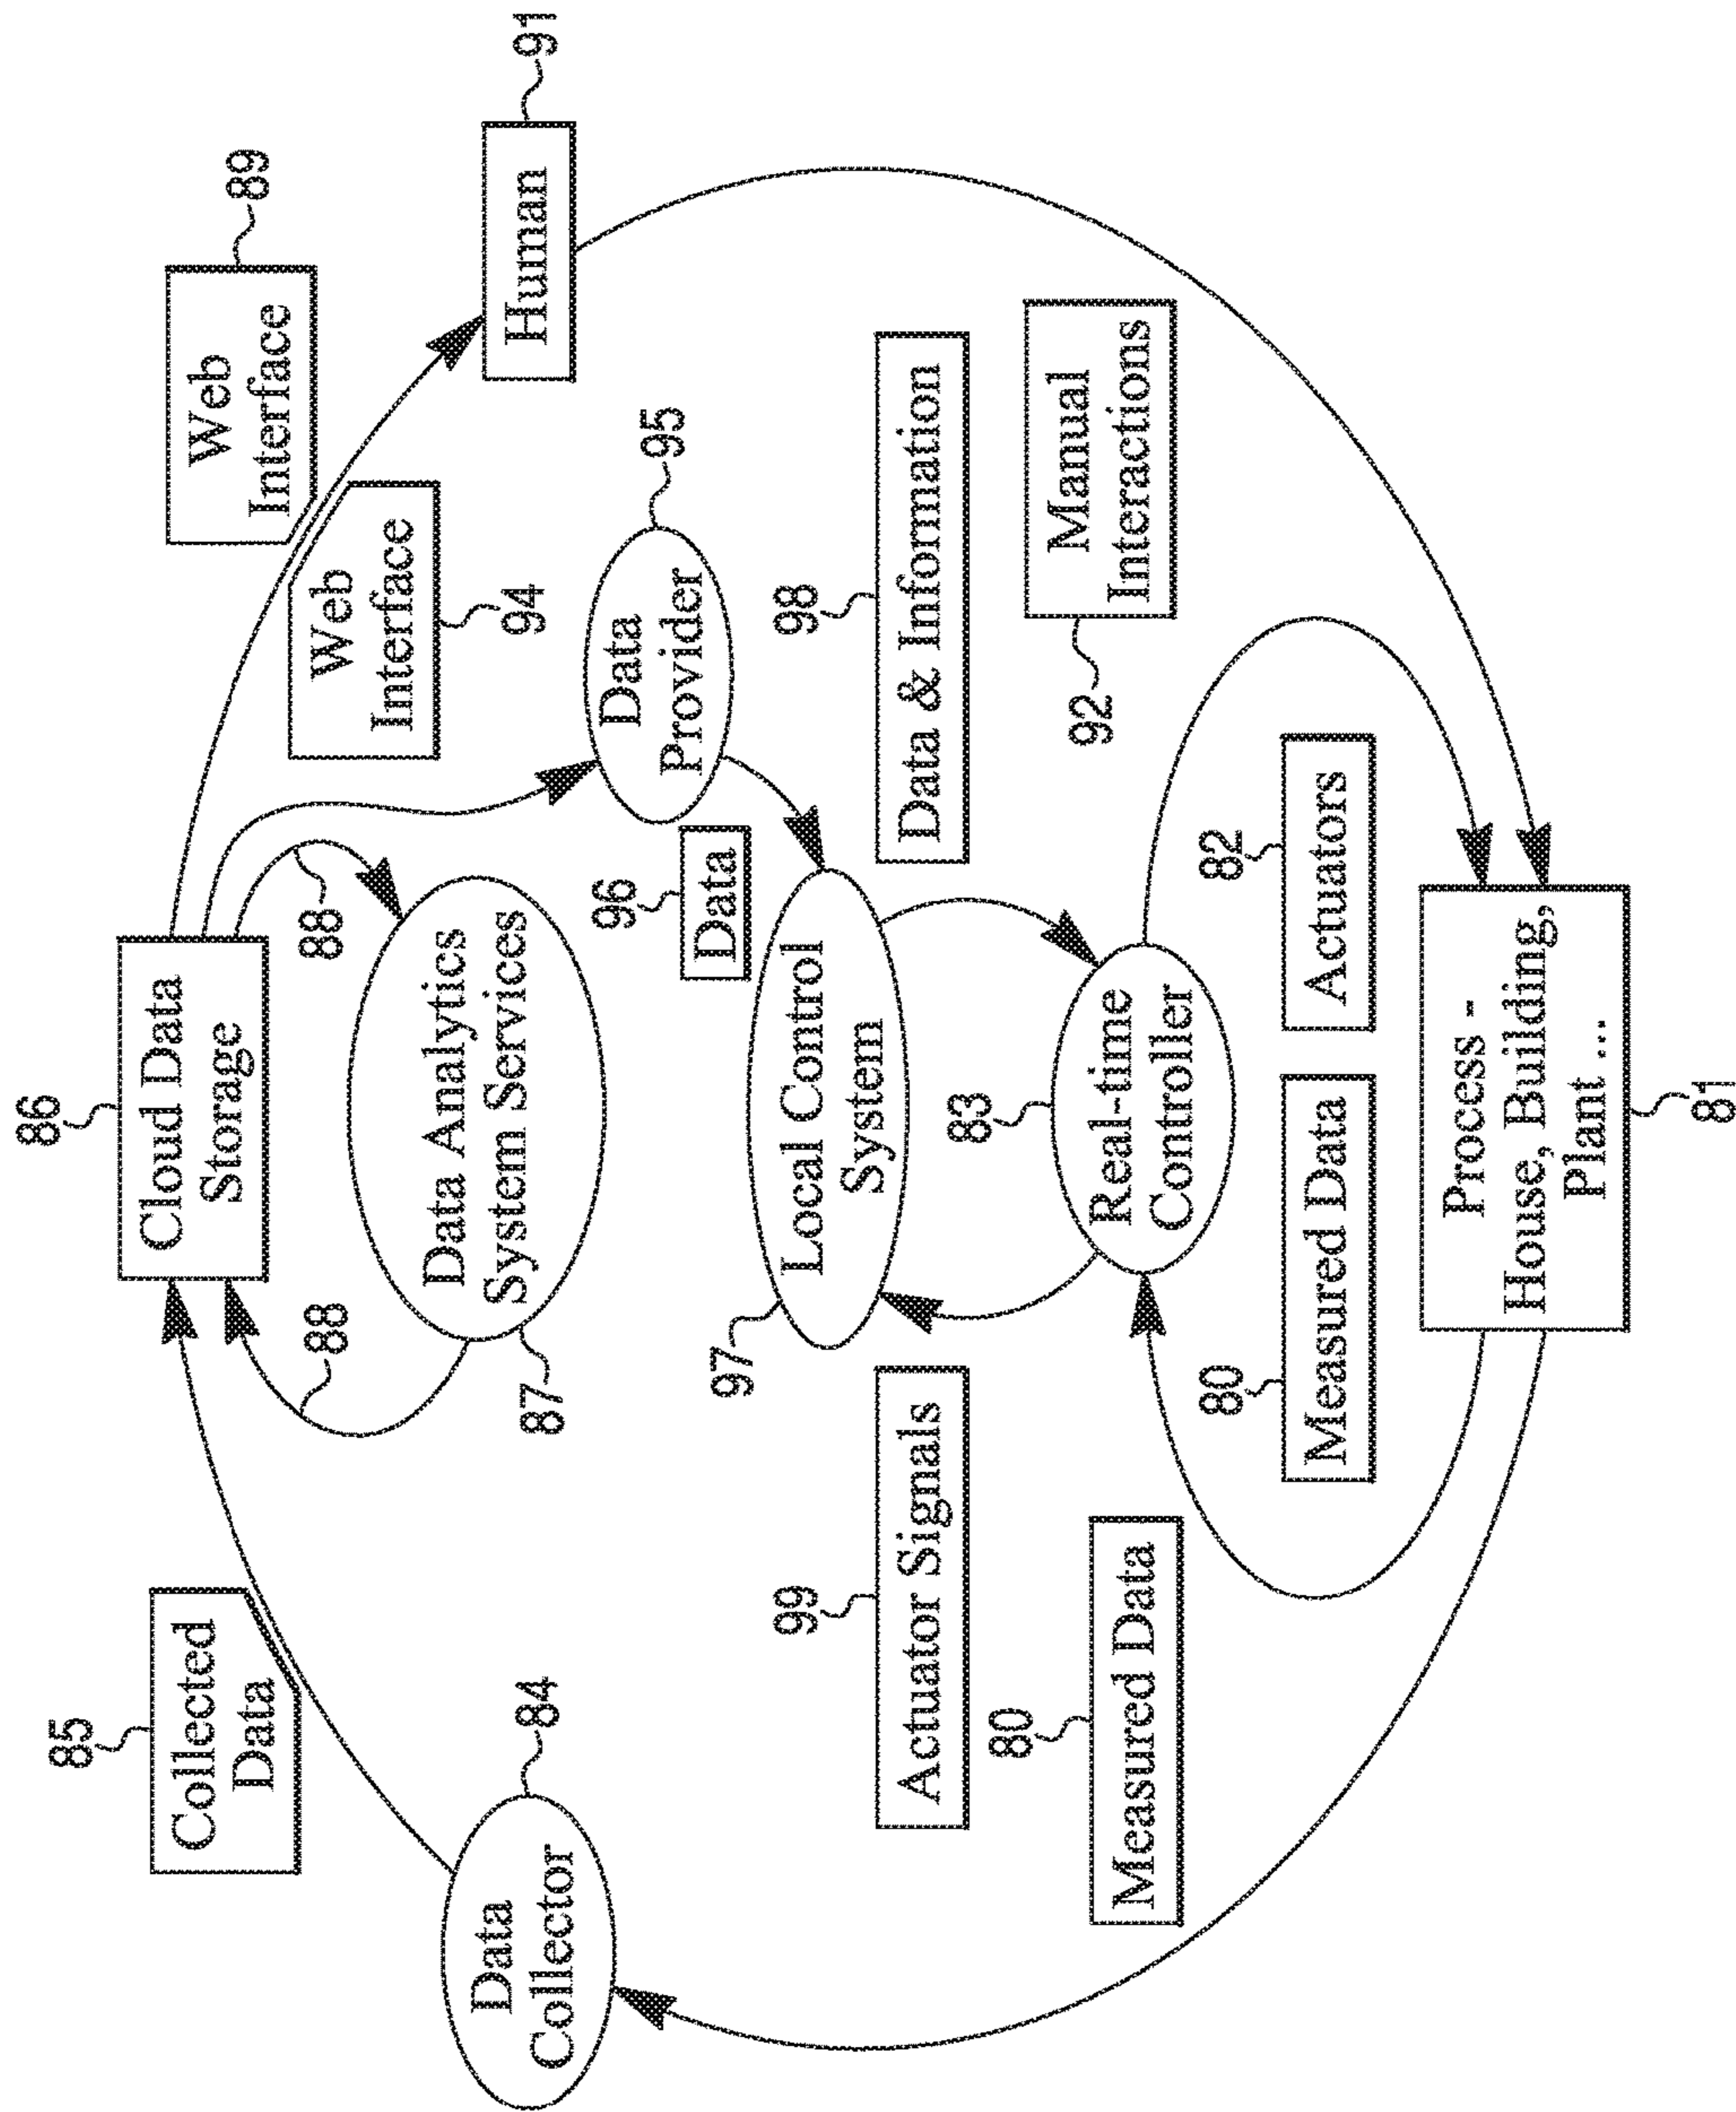 86
Cloud Data
Storage
85
Collected
Data
Web
Interface
89
88
88
Data Analytics
System Services
87
Web
Interface
94
84
Data
Collector
Human
91
Data
Provider
95
96
Data
97
Local Control
System
99
Actuator Signals
98
Data & Information
83
Real-time
Controller
80
Measured Data
Manual
Interactions
92
80
Measured Data
82
Actuators
Process -
House, Building,
Plant ...
81